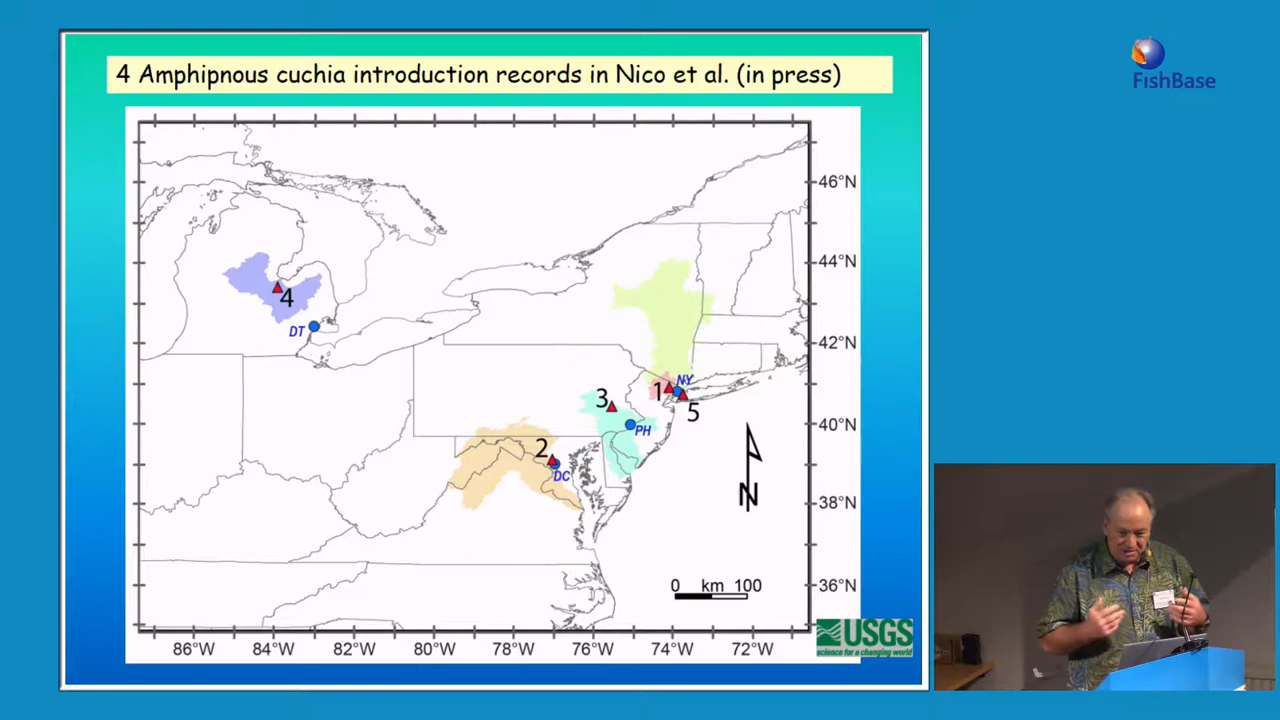 4 Amphipnous cuchia introduction records in Nico et al. (in press)
FishBase
46°N
44°N
4
DT
42°N
1
NY
3
5
40°N
PH
2
DC
N
38°N
0 km 100
36°N
USGS
science for a changing world
86°W 84°W 82°W 80°W 78°W 76°W 74°W 72°W